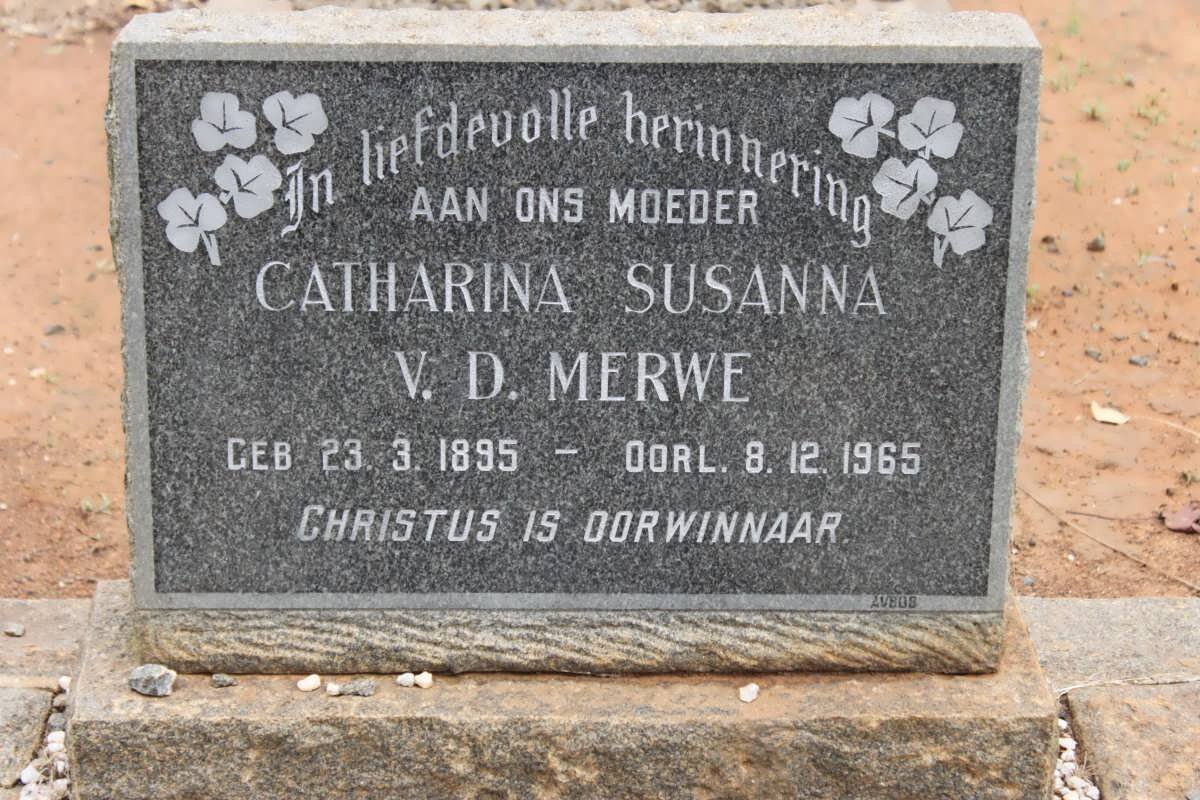 In liefdevolle herinnering
AAN ONS MOEDER
CATHARINA SUSANNA
V. D. MERWE
GEB 23. 3. 1895 – OORL. 8. 12. 1965
CHRISTUS IS OORWINNAAR.